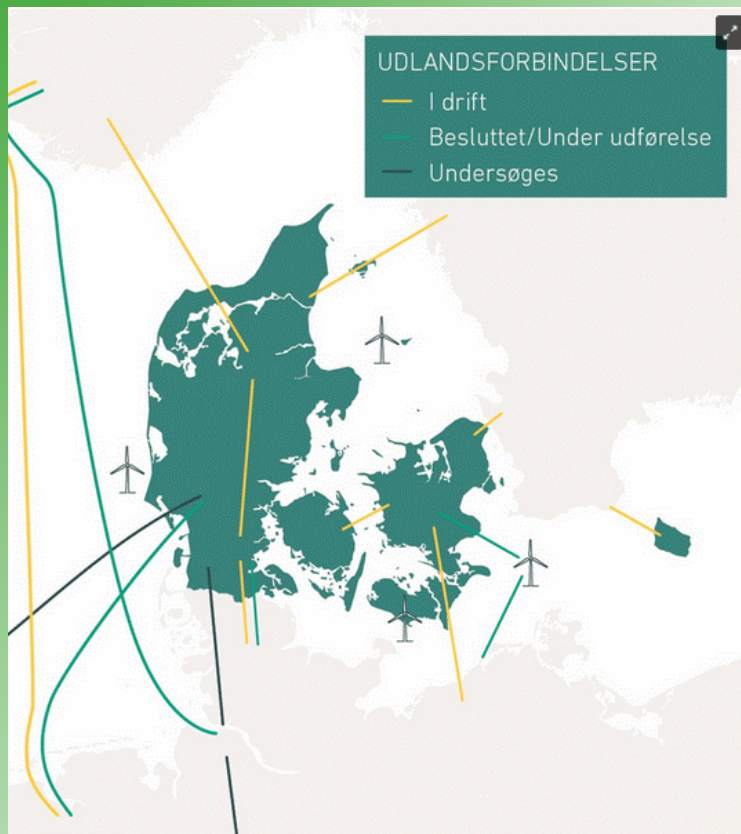 UDLANDSFORBINDELSER
I drift
Besluttet/Under udførelse
Undersøges